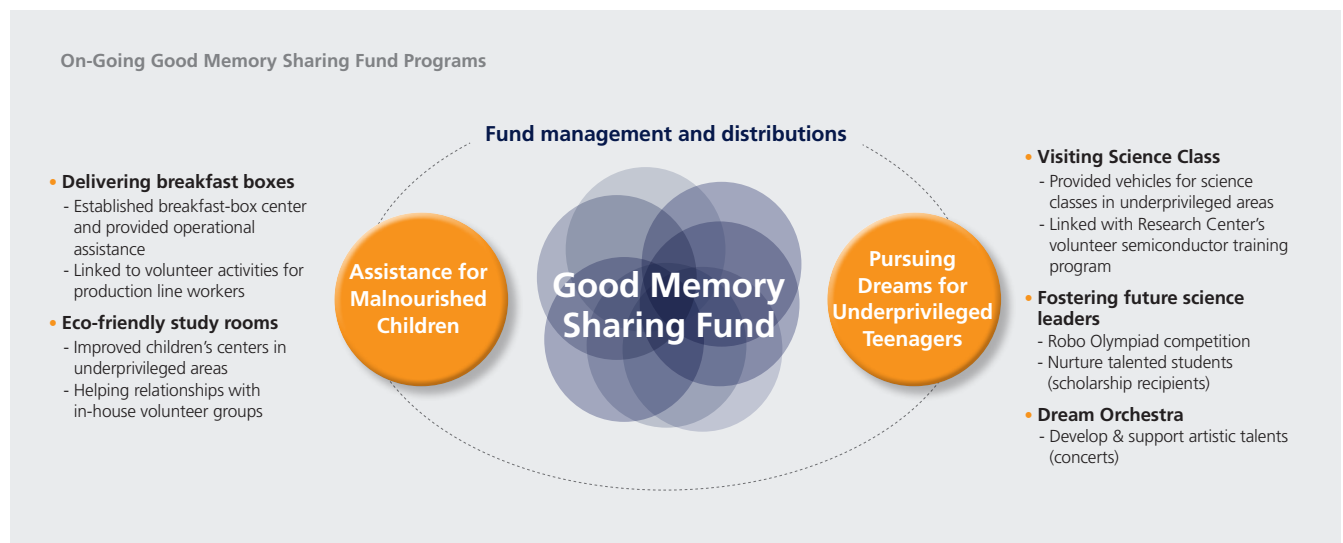 On-Going Good Memory Sharing Fund Programs
Fund management and distributions
• Delivering breakfast boxes
- Established breakfast-box center
and provided operational
assistance
- Linked to volunteer activities for
production line workers
• Eco-friendly study rooms
- Improved children's centers in
underprivileged areas
- Helping relationships with
in-house volunteer groups
Assistance for
Malnourished
Children
Good Memory
Sharing Fund
Pursuing
Dreams for
Underprivileged
Teenagers
• Visiting Science Class
- Provided vehicles for science
classes in underprivileged areas
- Linked with Research Center's
volunteer semiconductor training
program
• Fostering future science
leaders
- Robo Olympiad competition
- Nurture talented students
(scholarship recipients)
• Dream Orchestra
- Develop & support artistic talents
(concerts)